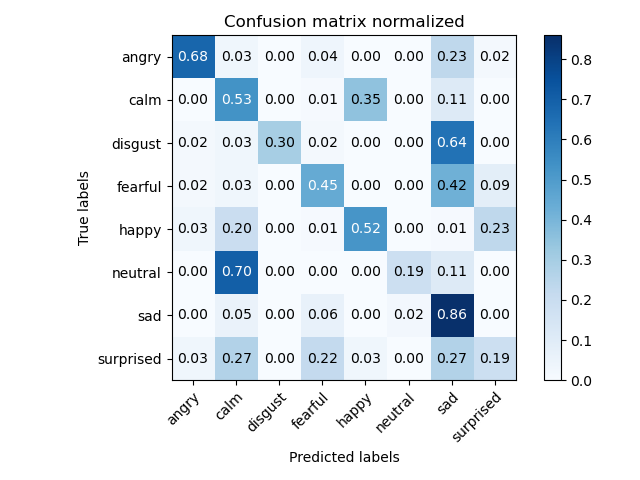 Confusion matrix normalized
True labels
angry 0.68 0.03 0.00 0.04 0.00 0.00 0.23 0.02
calm 0.00 0.53 0.00 0.01 0.35 0.00 0.11 0.00
disgust 0.02 0.03 0.30 0.02 0.00 0.00 0.64 0.00
fearful 0.02 0.03 0.00 0.45 0.00 0.00 0.42 0.09
happy 0.03 0.20 0.00 0.01 0.52 0.00 0.01 0.23
neutral 0.00 0.70 0.00 0.00 0.00 0.19 0.11 0.00
sad 0.00 0.05 0.00 0.06 0.00 0.02 0.86 0.00
surprised 0.03 0.27 0.00 0.22 0.03 0.00 0.27 0.19
angry calm disgust fearful happy neutral sad surprised
Predicted labels
0.8
0.7
0.6
0.5
0.4
0.3
0.2
0.1
0.0